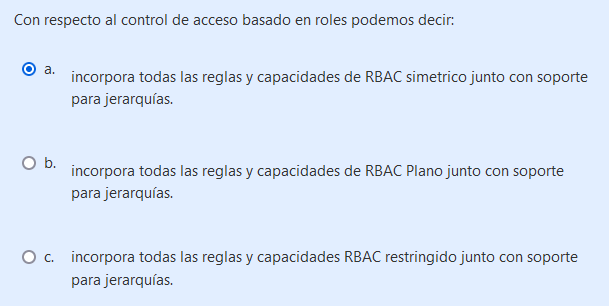 Con respecto al control de acceso basado en roles podemos decir:
a. incorpora todas las reglas y capacidades de RBAC simetrico junto con soporte
para jerarquías.
b. incorpora todas las reglas y capacidades de RBAC Plano junto con soporte
para jerarquías.
c. incorpora todas las reglas y capacidades RBAC restringido junto con soporte
para jerarquías.